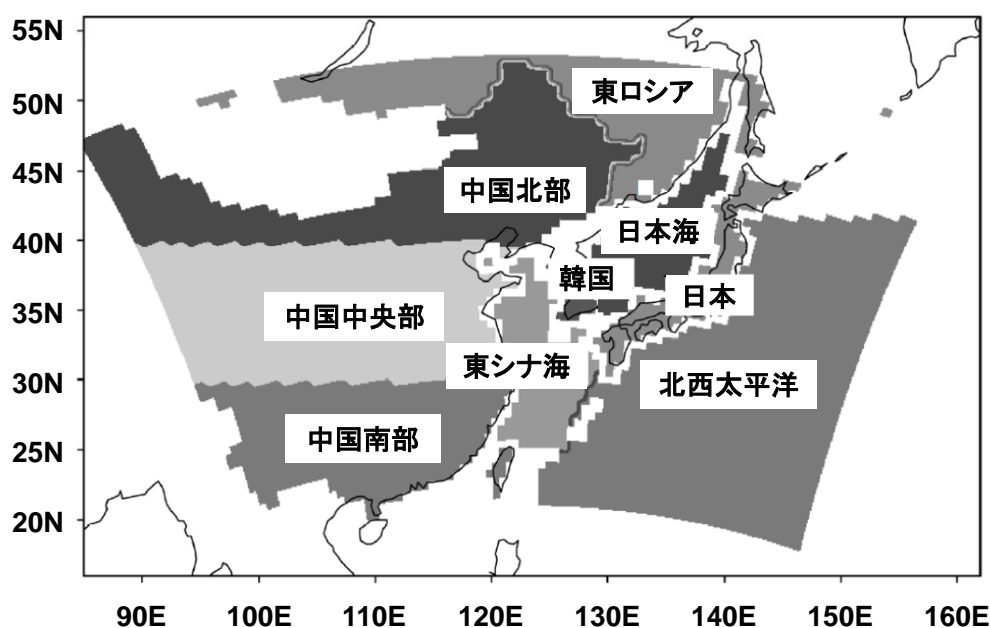 55N
50N
45N
40N
35N
30N
25N
20N
東ロシア
中国北部
日本海
韓国
日本
中国中央部
東シナ海
北西太平洋
中国南部
90E
100E
110E
120E
130E
140E
150E
160E